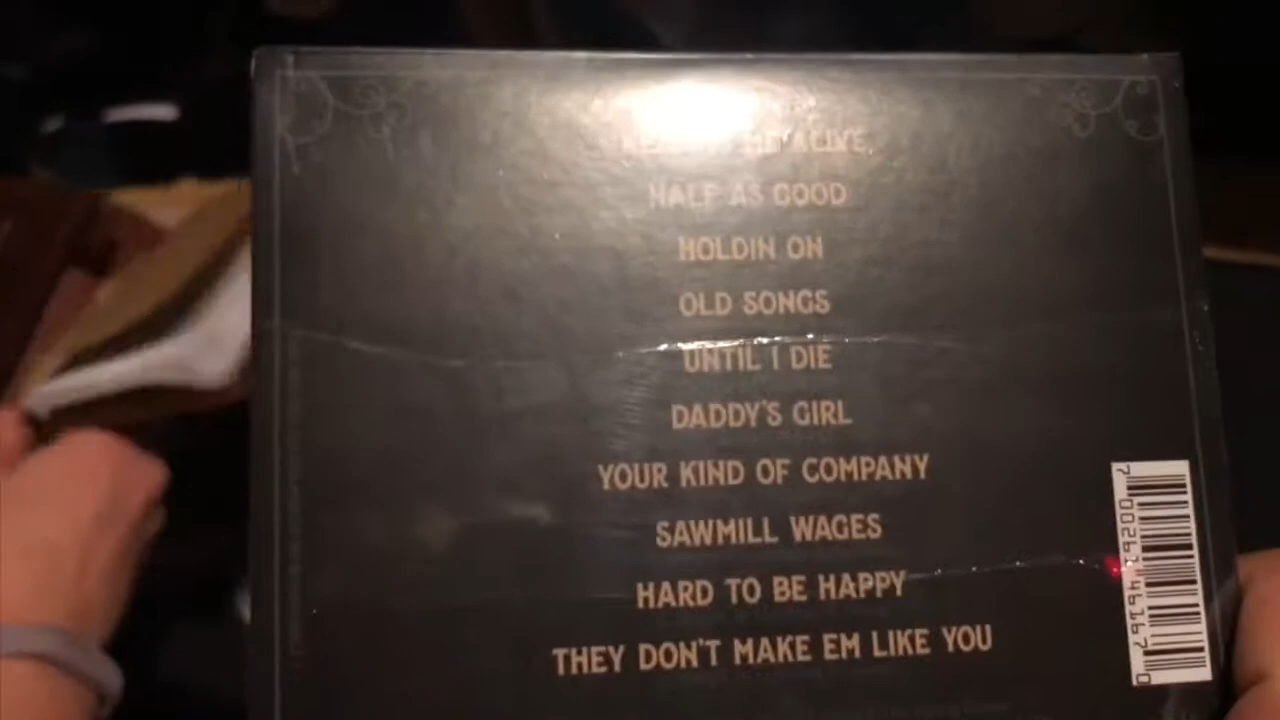 ALIVE
HALF AS GOOD
HOLDIN ON
OLD SONGS
UNTIL I DIE
DADDY'S GIRL
YOUR KIND OF COMPANY
SAWMILL WAGES
HARD TO BE HAPPY
THEY DON'T MAKE EM LIKE YOU